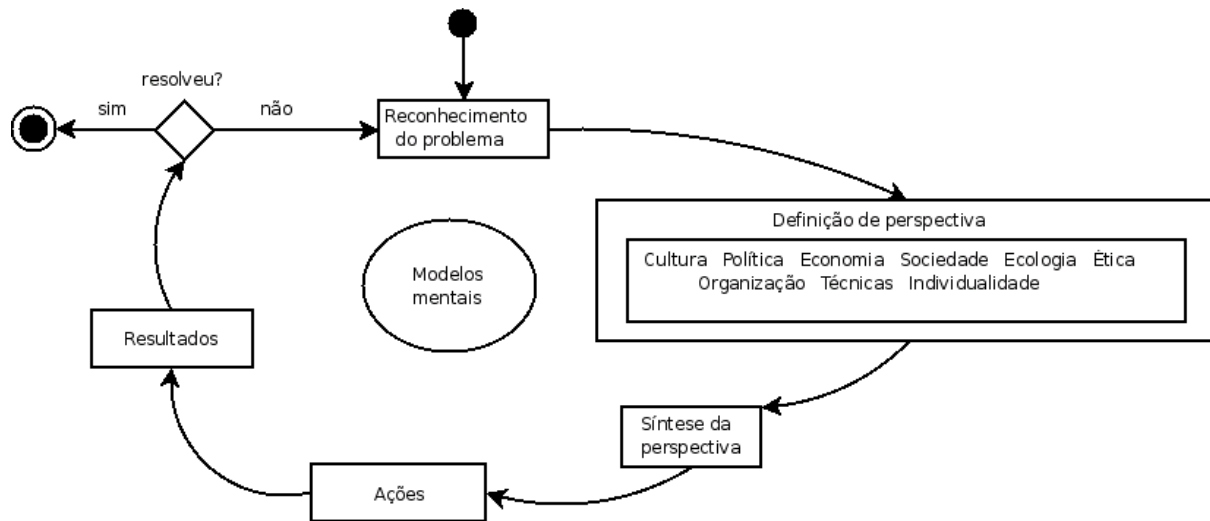 resolveu?
sim
não
Reconhecimento
do problema
Definição de perspectiva
Cultura Política Economia Sociedade Ecologia Ética
Organização Técnicas Individualidade
Modelos
mentais
Resultados
Síntese da
perspectiva
Ações